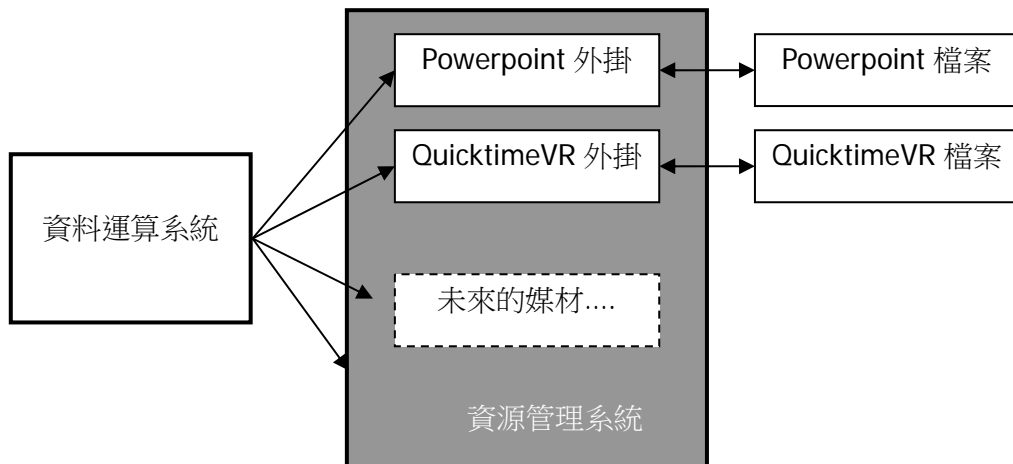 Powerpoint 外掛
Powerpoint 檔案
QuicktimeVR 外掛
QuicktimeVR 檔案
資料運算系統
未來的媒材....
資源管理系統